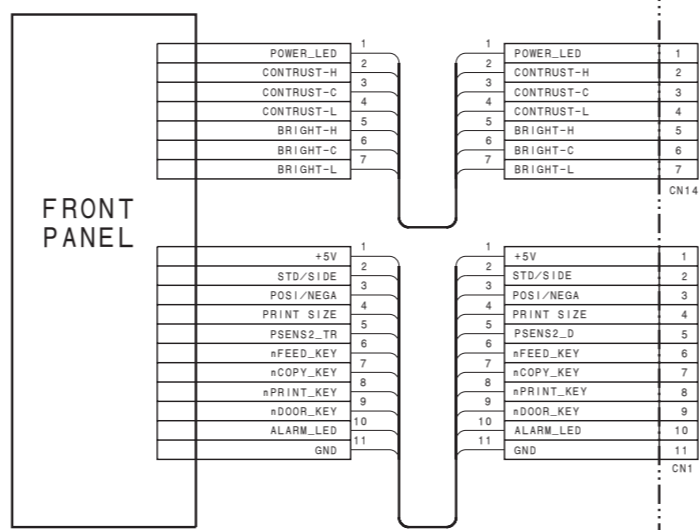 FRONT
PANEL
POWER_LED 1 1 POWER_LED 1
CONTRUST-H 2 2 CONTRUST-H 2
CONTRUST-C 3 3 CONTRUST-C 3
CONTRUST-L 4 4 CONTRUST-L 4
BRIGHT-H 5 5 BRIGHT-H 5
BRIGHT-C 6 6 BRIGHT-C 6
BRIGHT-L 7 7 BRIGHT-L 7
CN14
+5V 1 1 +5V 1
STD/SIDE 2 2 STD/SIDE 2
POSI/NEGA 3 3 POSI/NEGA 3
PRINT SIZE 4 4 PRINT SIZE 4
PSENS2_TR 5 5 PSENS2_D 5
nFEED_KEY 6 6 nFEED_KEY 6
nCOPY_KEY 7 7 nCOPY_KEY 7
nPRINT_KEY 8 8 nPRINT_KEY 8
nDOOR_KEY 9 9 nDOOR_KEY 9
ALARM_LED 10 10 ALARM_LED 10
GND 11 11 GND 11
CN1